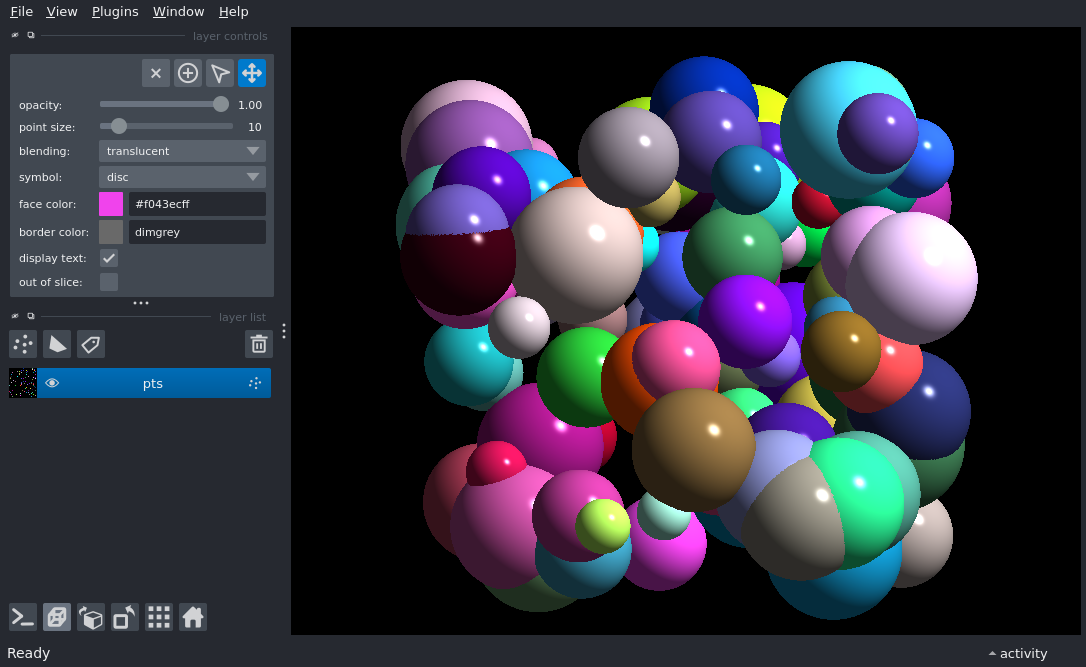 File View Plugins Window Help
layer controls
opacity: 1.00
point size: 10
blending: translucent
symbol: disc
face color: #f043ecff
border color: dimgrey
display text:
out of slice:
layer list
pts
Ready activity